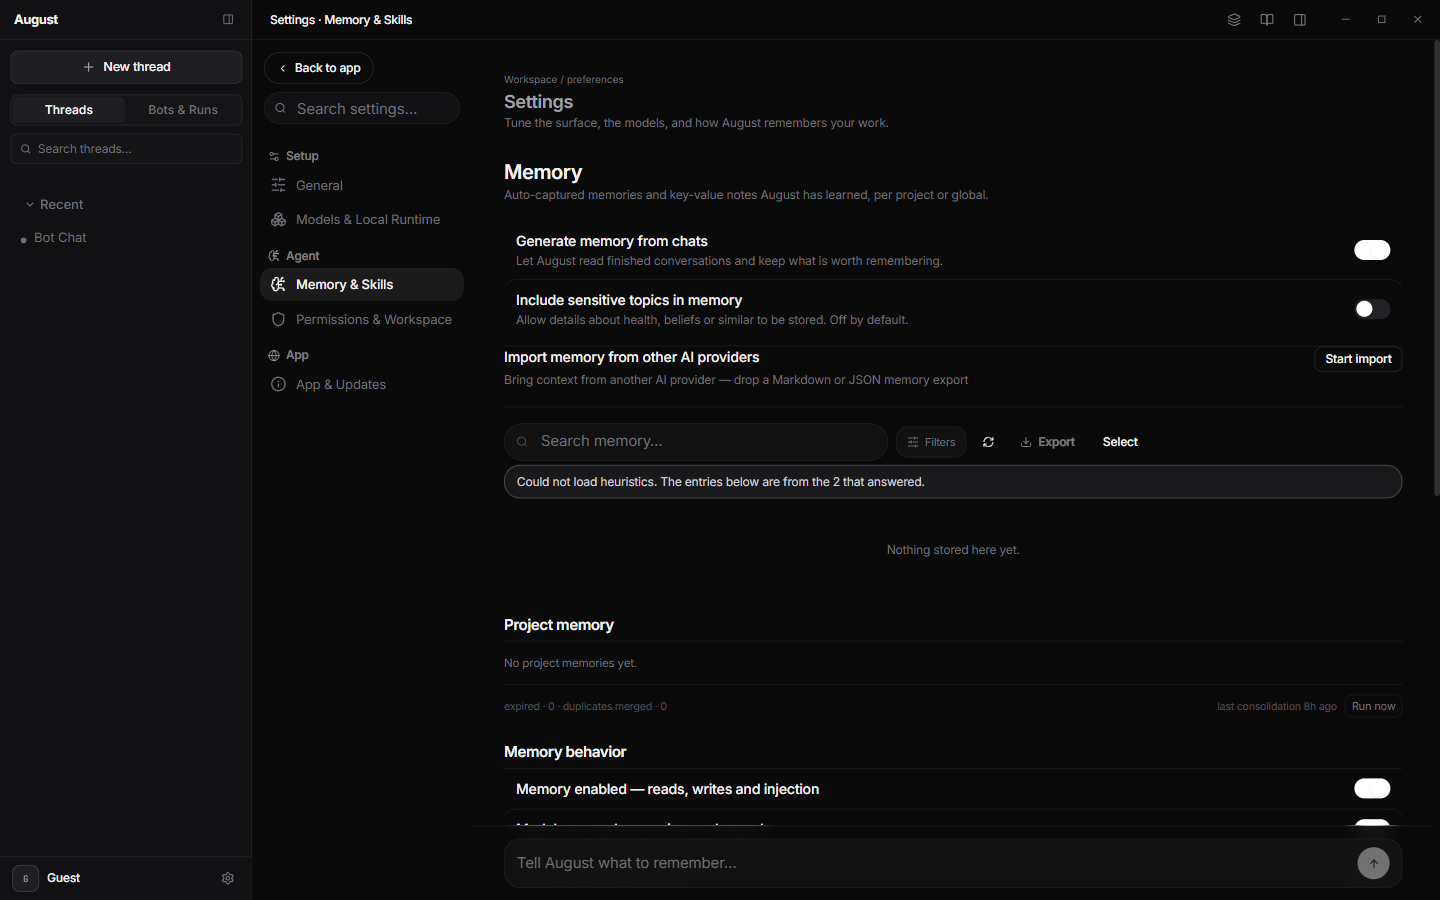 August
Settings · Memory & Skills
New thread
Threads
Bots & Runs
Search threads...
Recent
Bot Chat
G
Guest
Back to app
Search settings...
Setup
General
Models & Local Runtime
Agent
Memory & Skills
Permissions & Workspace
App
App & Updates
Workspace / preferences
Settings
Tune the surface, the models, and how August remembers your work.
Memory
Auto-captured memories and key-value notes August has learned, per project or global.
Generate memory from chats
Let August read finished conversations and keep what is worth remembering.
Include sensitive topics in memory
Allow details about health, beliefs or similar to be stored. Off by default.
Import memory from other AI providers
Start import
Bring context from another AI provider — drop a Markdown or JSON memory export
Search memory...
Filters
Export
Select
Could not load heuristics. The entries below are from the 2 that answered.
Nothing stored here yet.
Project memory
No project memories yet.
expired · 0 · duplicates merged · 0
last consolidation 8h ago
Run now
Memory behavior
Memory enabled — reads, writes and injection
Tell August what to remember...